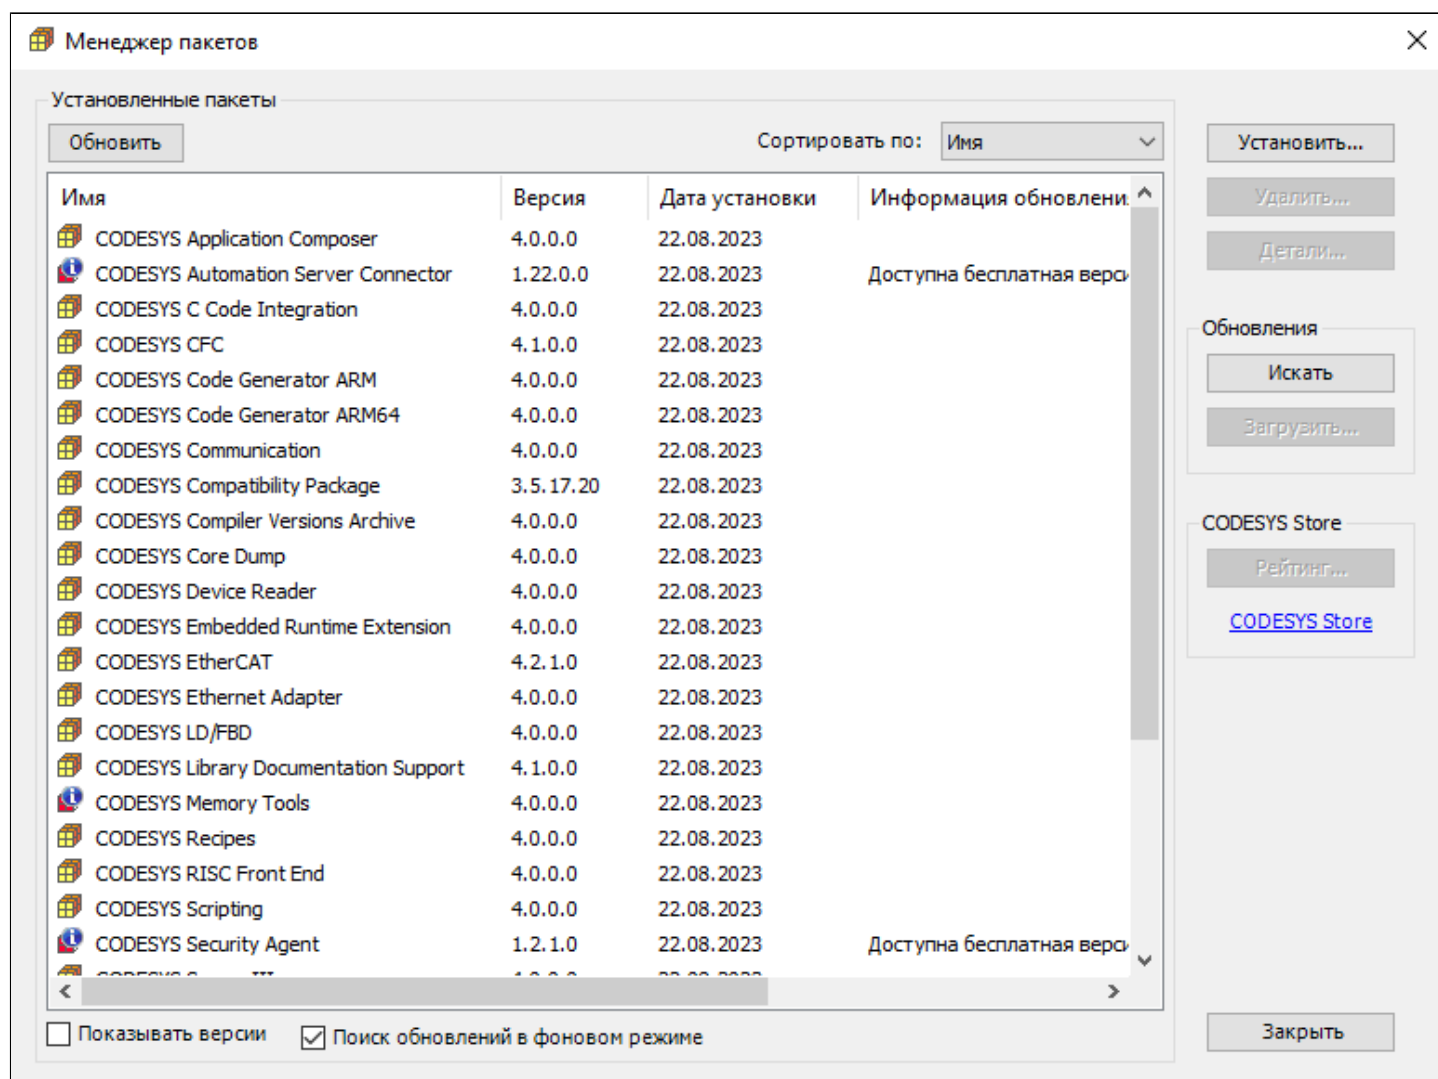 Менеджер пакетов
Установленные пакеты
Обновить
Сортировать по: Имя
Имя Версия Дата установки Информация обновлени
CODESYS Application Composer 4.0.0.0 22.08.2023
CODESYS Automation Server Connector 1.22.0.0 22.08.2023 Доступна бесплатная верси
CODESYS C Code Integration 4.0.0.0 22.08.2023
CODESYS CFC 4.1.0.0 22.08.2023
CODESYS Code Generator ARM 4.0.0.0 22.08.2023
CODESYS Code Generator ARM64 4.0.0.0 22.08.2023
CODESYS Communication 4.0.0.0 22.08.2023
CODESYS Compatibility Package 3.5.17.20 22.08.2023
CODESYS Compiler Versions Archive 4.0.0.0 22.08.2023
CODESYS Core Dump 4.0.0.0 22.08.2023
CODESYS Device Reader 4.0.0.0 22.08.2023
CODESYS Embedded Runtime Extension 4.0.0.0 22.08.2023
CODESYS EtherCAT 4.2.1.0 22.08.2023
CODESYS Ethernet Adapter 4.0.0.0 22.08.2023
CODESYS LD/FBD 4.0.0.0 22.08.2023
CODESYS Library Documentation Support 4.1.0.0 22.08.2023
CODESYS Memory Tools 4.0.0.0 22.08.2023
CODESYS Recipes 4.0.0.0 22.08.2023
CODESYS RISC Front End 4.0.0.0 22.08.2023
CODESYS Scripting 4.0.0.0 22.08.2023
CODESYS Security Agent 1.2.1.0 22.08.2023 Доступна бесплатная верси
Показывать версии
Поиск обновлений в фоновом режиме
Установить...
Удалить...
Детали...
Обновления
Искать
Загрузить...
CODESYS Store
Рейтинг...
CODESYS Store
Закрыть